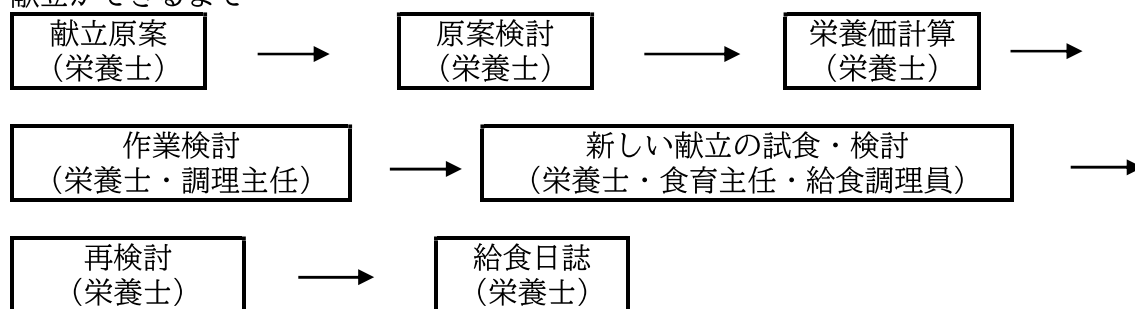 献立ができるまで
献立原案
（栄養士）
原案検討
（栄養士）
栄養価計算
（栄養士）
作業検討
（栄養士・調理主任）
新しい献立の試食・検討
（栄養士・食育主任・給食調理員）
再検討
（栄養士）
給食日誌
（栄養士）